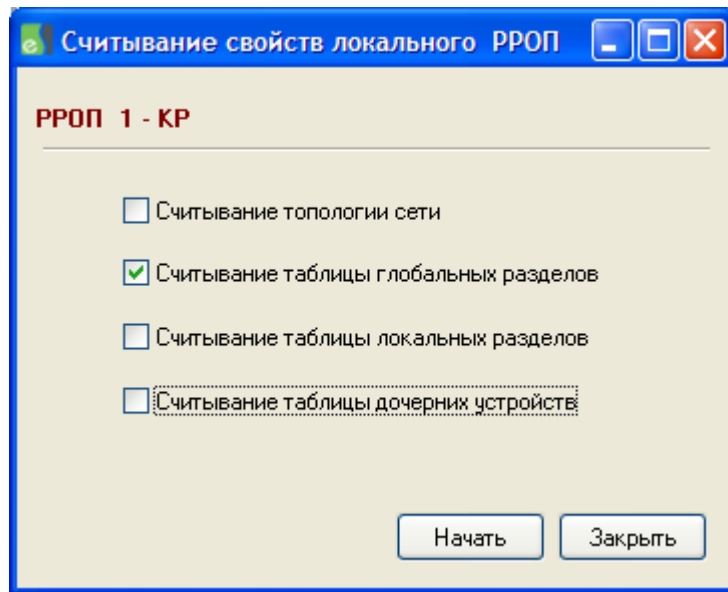 Считывание свойств локального РРОП
РРОП 1 - КР
Считывание топологии сети
Считывание таблицы глобальных разделов
Считывание таблицы локальных разделов
Считывание таблицы дочерних устройств
Начать Закрыть